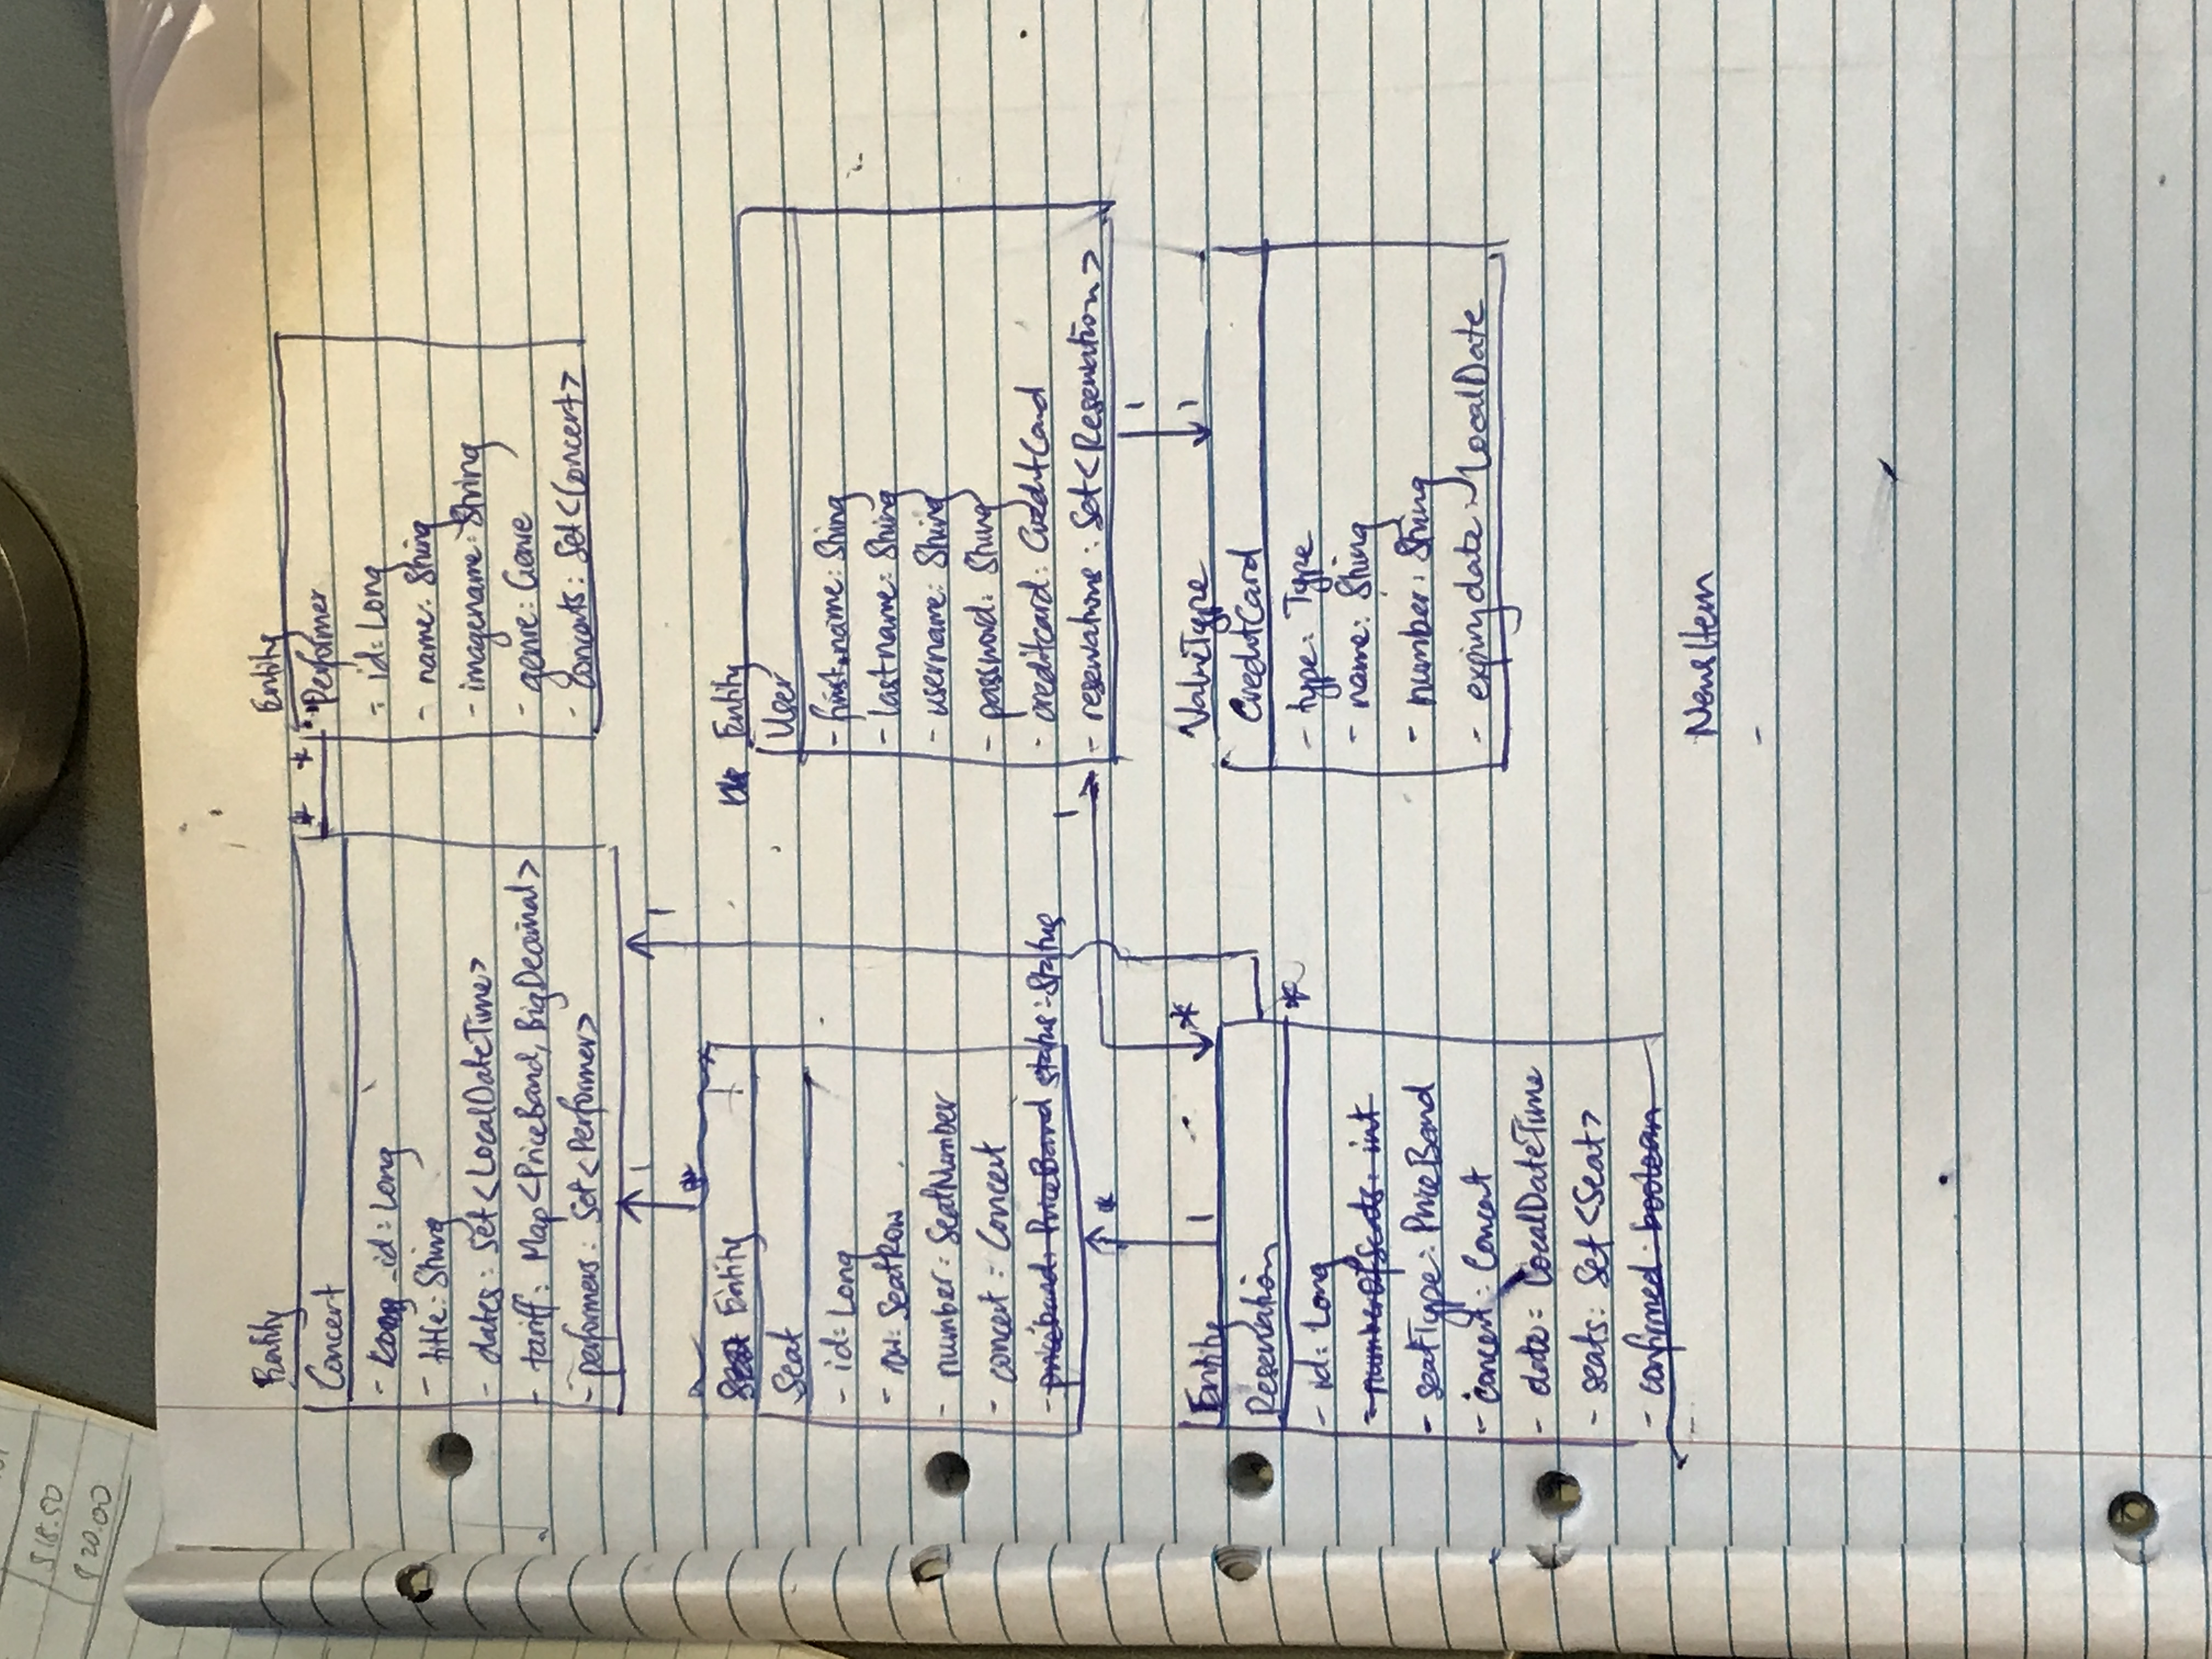 $18.50
$20.00
Entity
Concert
- id: Long
- title: String
- dates: Set<LocalDateTime>
- tariff: Map<PriceBand, BigDecimal>
- performers: Set<Performer>
* *
Entity
Performer
- id: Long
- name: String
- imagename: String
- genre: Genre
- concerts: Set<Concert>
1
*
1
Entity
Seat
- id: Long
- row: SeatRow
- number: SeatNumber
- concert: Concert
- priceband: PriceBand status: Status
Entity
User
- firstname: String
- lastname: String
- username: String
- password: String
- creditcard: CreditCard
- reservations: Set<Reservation>
*
1
1
*
1
1
Entity
Reservation
*
- id: Long
- numberOfSeats: int
- seatType: PriceBand
- concert: Concert
- date: LocalDateTime
- seats: Set<Seat>
- confirmed: boolean
-
ValueType
CreditCard
- type: Type
- name: String
- number: String
- expirydate: LocalDate
NewsItem
-